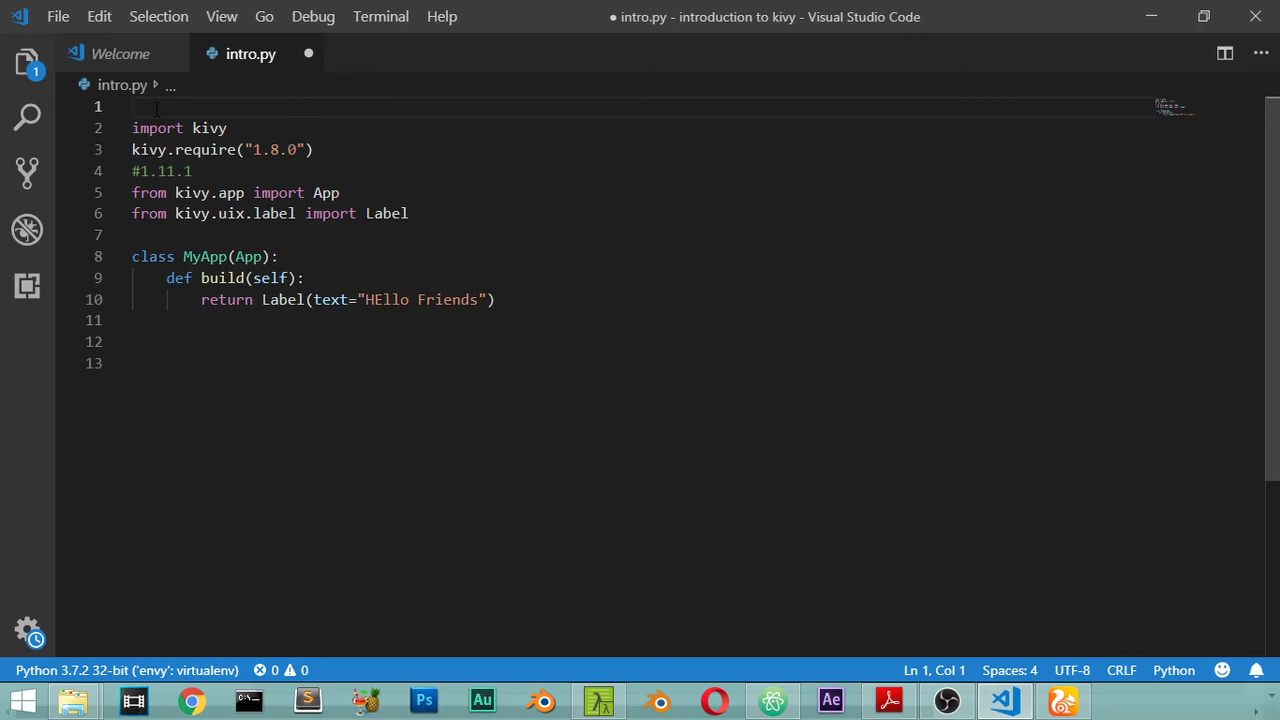 File Edit Selection View Go Debug Terminal Help ● intro.py - introduction to kivy - Visual Studio Code
Welcome intro.py
1
intro.py ...
1
2 import kivy
3 kivy.require("1.8.0")
4 #1.11.1
5 from kivy.app import App
6 from kivy.uix.label import Label
7
8 class MyApp(App):
9 def build(self):
10 return Label(text="HEllo Friends")
11
12
13
Python 3.7.2 32-bit ('envy': virtualenv) 0 0 Ln 1, Col 1 Spaces: 4 UTF-8 CRLF Python
S Ps Au λ Ae